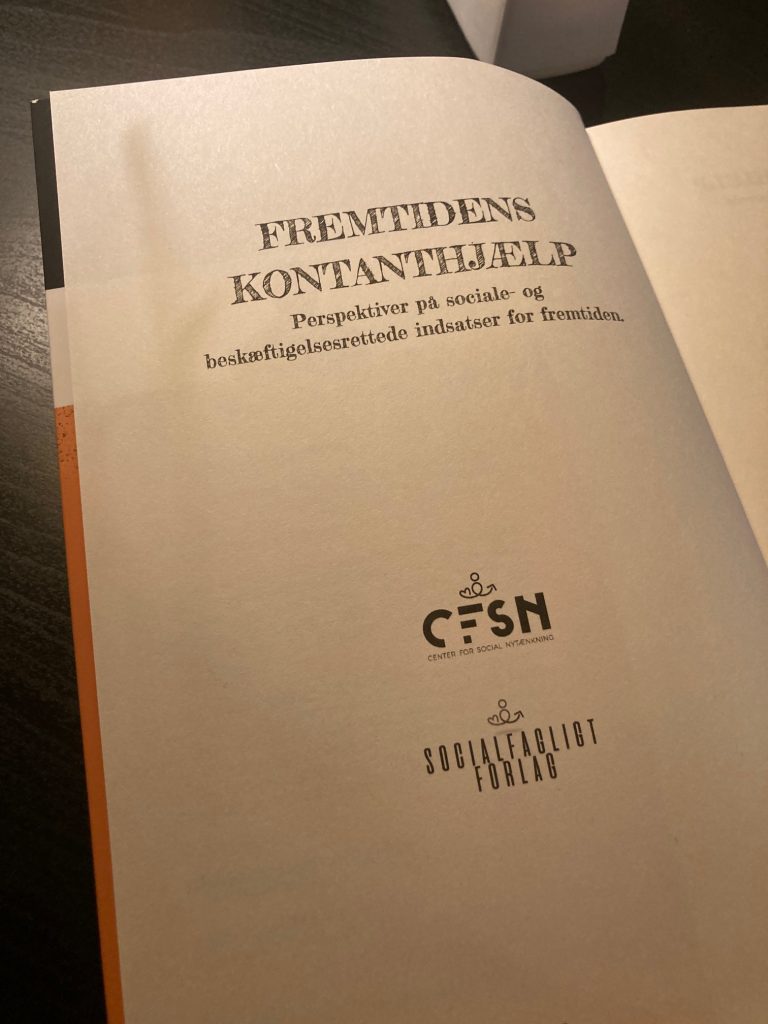 FREMTIDENS
KONTANTHJÆLP
Perspektiver på sociale- og
beskæftigelsesrettede indsatser for fremtiden.
CFSN
CENTER FOR SOCIAL NYTÆNKNING
SOCIALFAGLIGT
FORLAG